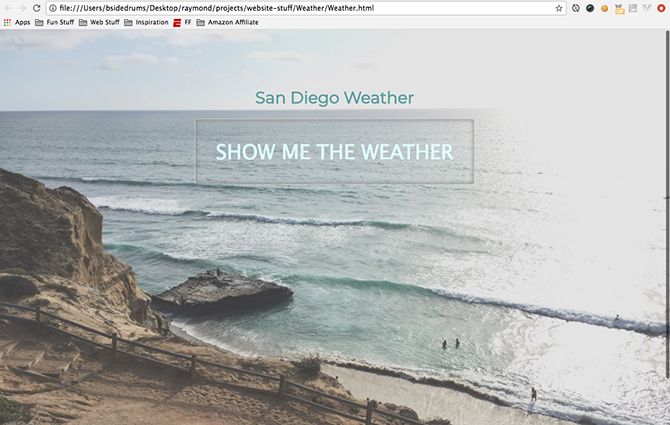 file:///Users/bsidedrums/Desktop/raymond/projects/website-stuff/Weather/Weather.html
Apps Fun Stuff Web Stuff Inspiration FF Amazon Affiliate
San Diego Weather
SHOW ME THE WEATHER